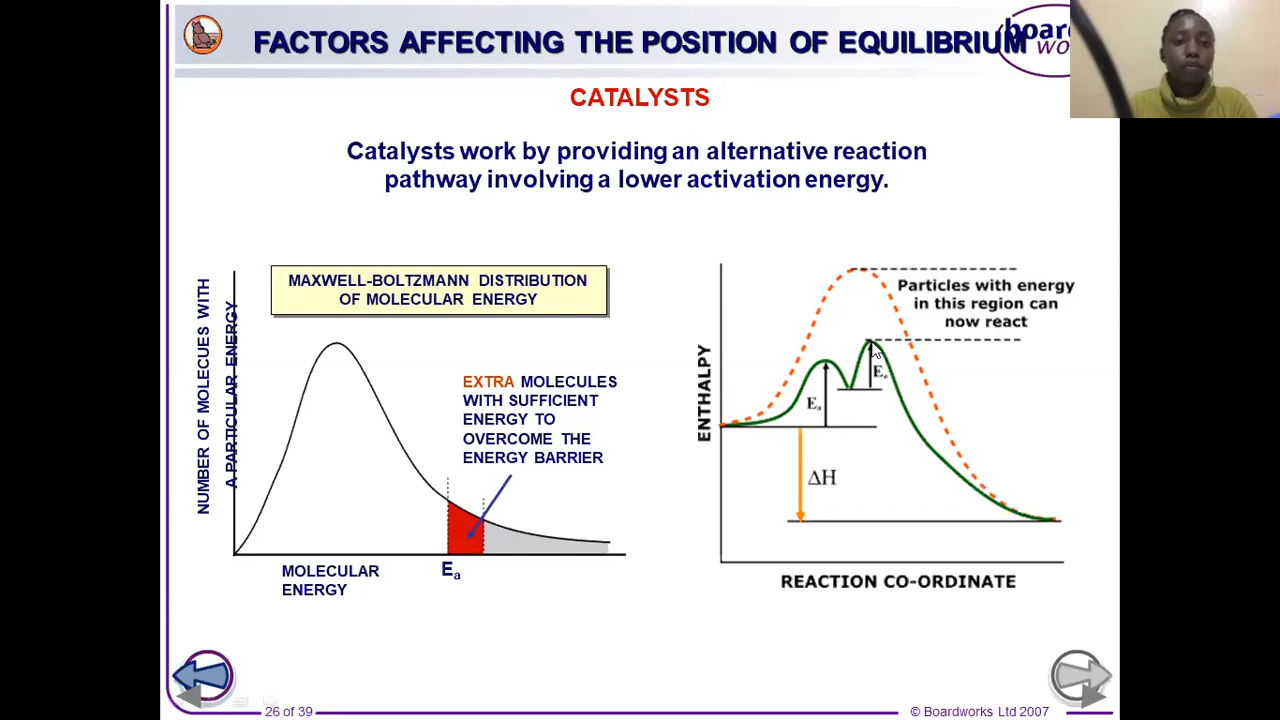 FACTORS AFFECTING THE POSITION OF EQUILIBRIUM
board
wo
CATALYSTS
Catalysts work by providing an alternative reaction
pathway involving a lower activation energy.
NUMBER OF MOLECUES WITH
A PARTICULAR ENERGY
MAXWELL-BOLTZMANN DISTRIBUTION
OF MOLECULAR ENERGY
EXTRA MOLECULES
WITH SUFFICIENT
ENERGY TO
OVERCOME THE
ENERGY BARRIER
MOLECULAR
ENERGY
Ea
ENTHALPY
Particles with energy
in this region can
now react
Ea
Ea
ΔH
REACTION CO-ORDINATE
26 of 39
© Boardworks Ltd 2007